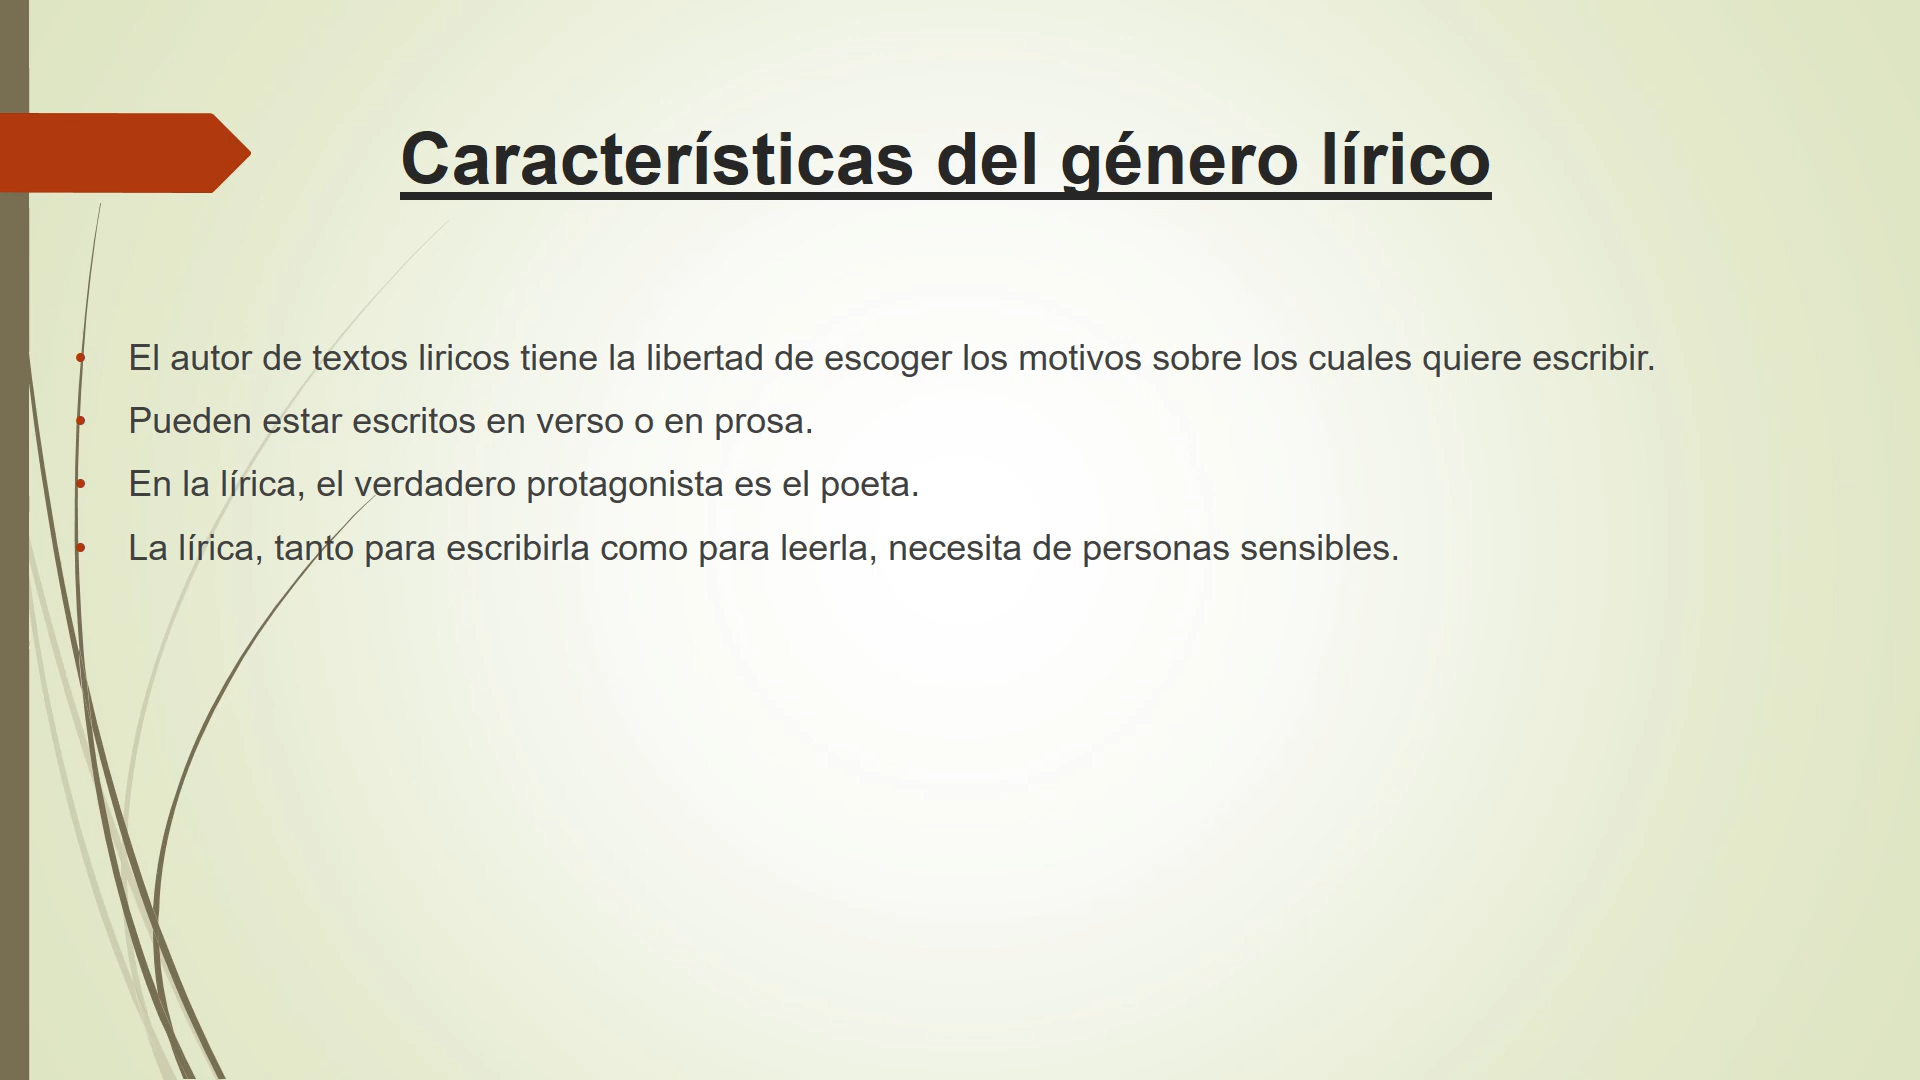 Características del género lírico
• El autor de textos liricos tiene la libertad de escoger los motivos sobre los cuales quiere escribir.
• Pueden estar escritos en verso o en prosa.
• En la lírica, el verdadero protagonista es el poeta.
• La lírica, tanto para escribirla como para leerla, necesita de personas sensibles.